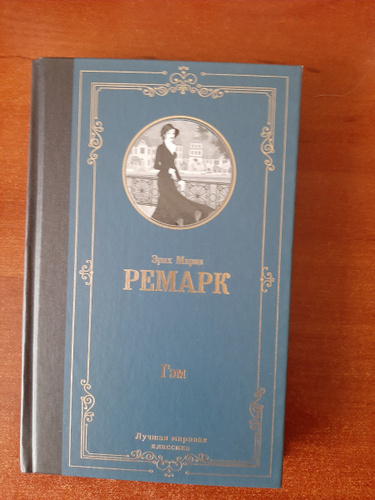 Эрих Мария
РЕМАРК
Гэм
Лучшая мировая
классика